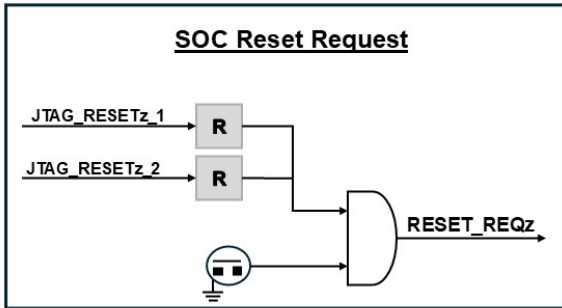 SOC Reset Request
JTAG_RESETz_1
R
JTAG_RESETz_2
R
RESET_REQz